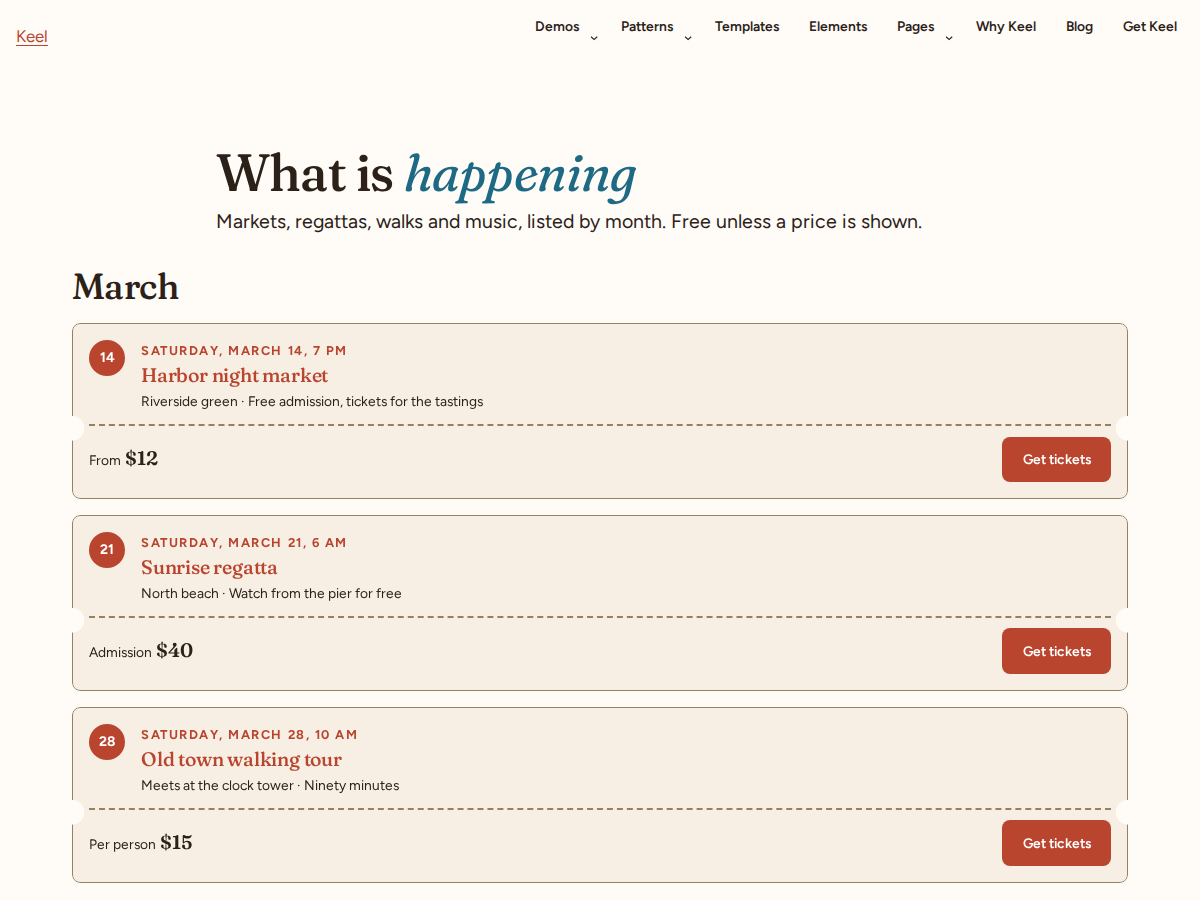 Keel
Demos Patterns Templates Elements Pages Why Keel Blog Get Keel
What is happening
Markets, regattas, walks and music, listed by month. Free unless a price is shown.
March
14
SATURDAY, MARCH 14, 7 PM
Harbor night market
Riverside green · Free admission, tickets for the tastings
From $12
Get tickets
21
SATURDAY, MARCH 21, 6 AM
Sunrise regatta
North beach · Watch from the pier for free
Admission $40
Get tickets
28
SATURDAY, MARCH 28, 10 AM
Old town walking tour
Meets at the clock tower · Ninety minutes
Per person $15
Get tickets